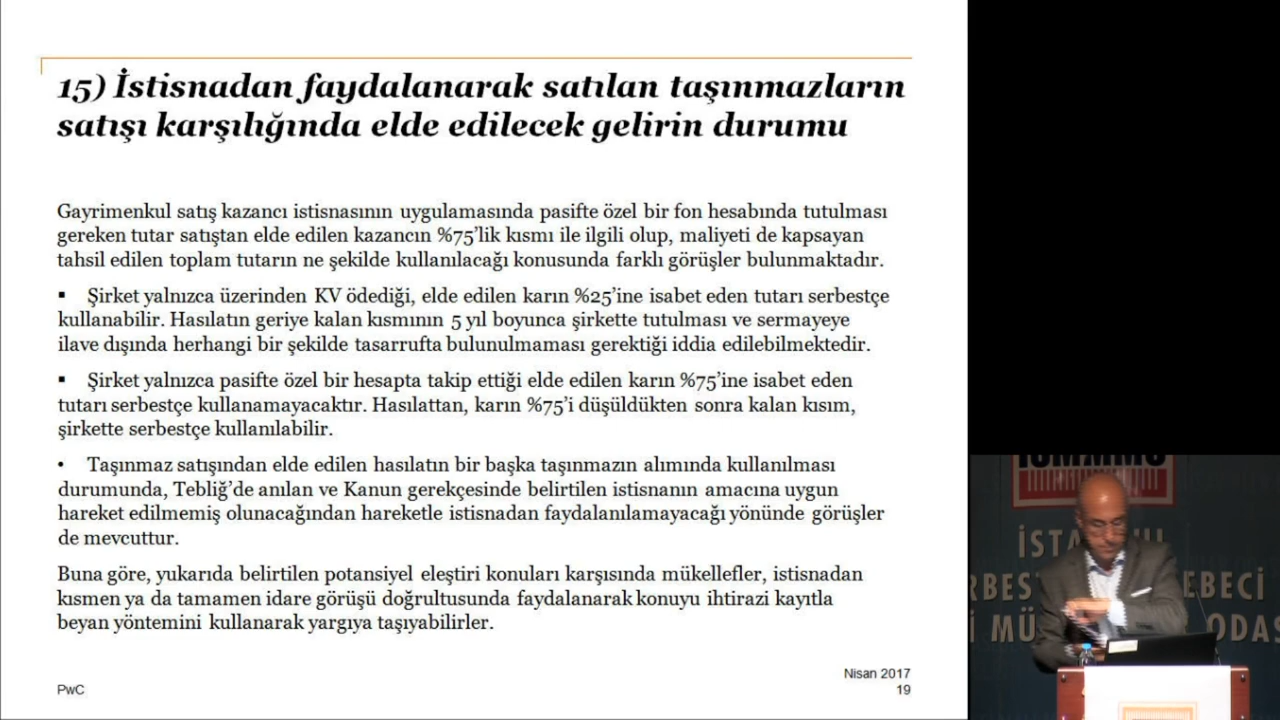 15) İstisnadan faydalanarak satılan taşınmazların
satışı karşılığında elde edilecek gelirin durumu
Gayrimenkul satış kazancı istisnasının uygulamasında pasifte özel bir fon hesabında tutulması
gereken tutar satıştan elde edilen kazancın %75’lik kısmı ile ilgili olup, maliyeti de kapsayan
tahsil edilen toplam tutarın ne şekilde kullanılacağı konusunda farklı görüşler bulunmaktadır.
▪ Şirket yalnızca üzerinden KV ödediği, elde edilen karın %25’ine isabet eden tutarı serbestçe
kullanabilir. Hasılatın geriye kalan kısmının 5 yıl boyunca şirkette tutulması ve sermayeye
ilave dışında herhangi bir şekilde tasarrufta bulunulmaması gerektiği iddia edilebilmektedir.
▪ Şirket yalnızca pasifte özel bir hesapta takip ettiği elde edilen karın %75’ine isabet eden
tutarı serbestçe kullanamayacaktır. Hasılattan, karın %75’i düşüldükten sonra kalan kısım,
şirkette serbestçe kullanılabilir.
• Taşınmaz satışından elde edilen hasılatın bir başka taşınmazın alımında kullanılması
durumunda, Tebliğ’de anılan ve Kanun gerekçesinde belirtilen istisnanın amacına uygun
hareket edilmemiş olunacağından hareketle istisnadan faydalanılamayacağı yönünde görüşler
de mevcuttur.
Buna göre, yukarıda belirtilen potansiyel eleştiri konuları karşısında mükellefler, istisnadan
kısmen ya da tamamen idare görüşü doğrultusunda faydalanarak konuyu ihtirazi kayıtla
beyan yöntemini kullanarak yargıya taşıyabilirler.
PwC
Nisan 2017
19